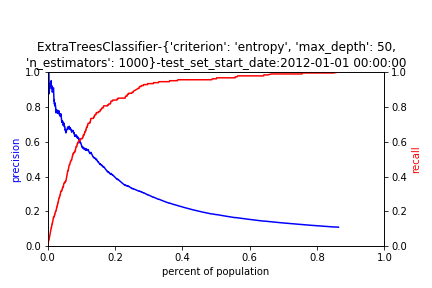 ExtraTreesClassifier-{'criterion': 'entropy', 'max_depth': 50,
'n_estimators': 1000}-test_set_start_date:2012-01-01 00:00:00
1.0
0.8
0.6
0.4
0.2
0.0
precision
1.0
0.8
0.6
0.4
0.2
0.0
recall
0.0 0.2 0.4 0.6 0.8 1.0
percent of population